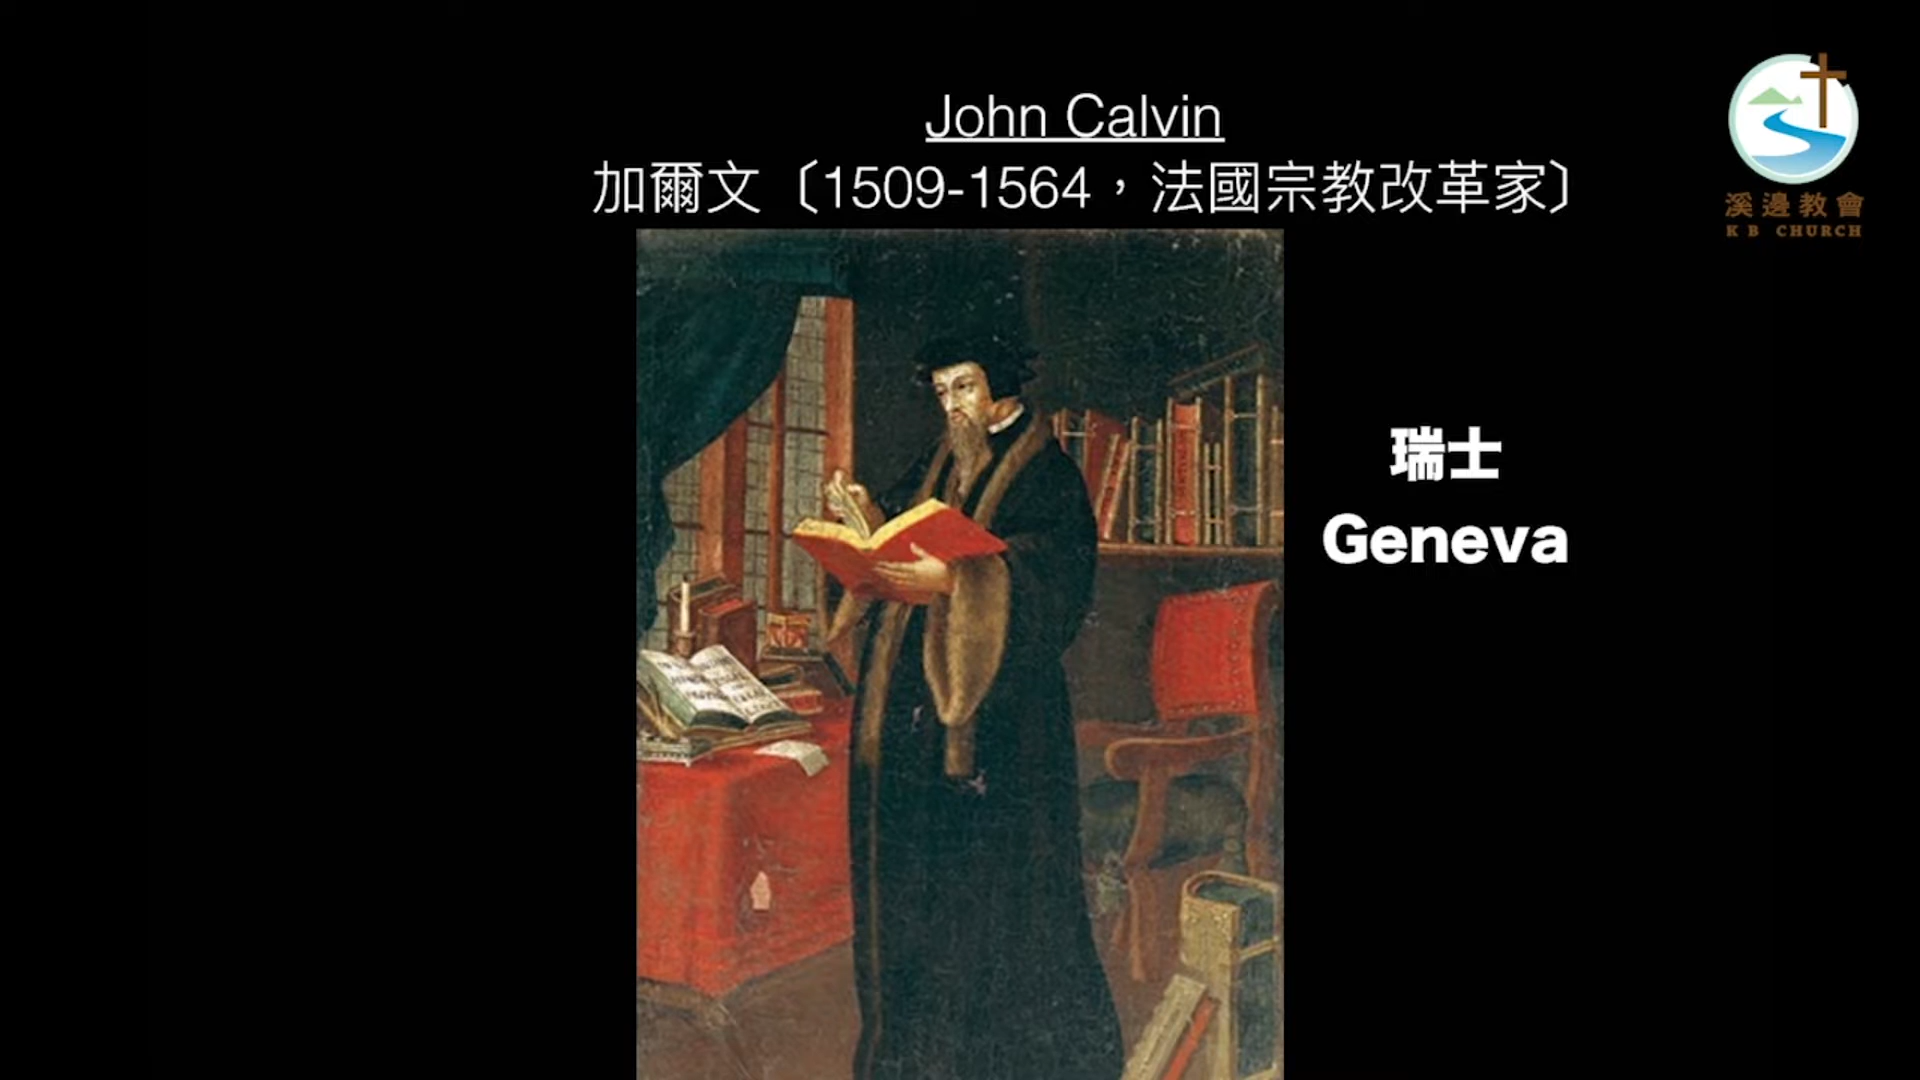 John Calvin
加爾文〔1509-1564，法國宗教改革家〕
溪邊教會
KB CHURCH
瑞士
Geneva